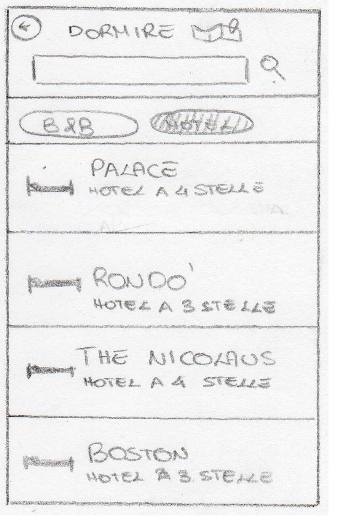 DORMIRE
B&B HOTEL
PALACE
HOTEL A 4 STELLE
RONDO'
HOTEL A 3 STELLE
THE NICOLAUS
HOTEL A 4 STELLE
BOSTON
HOTEL A 3 STELLE